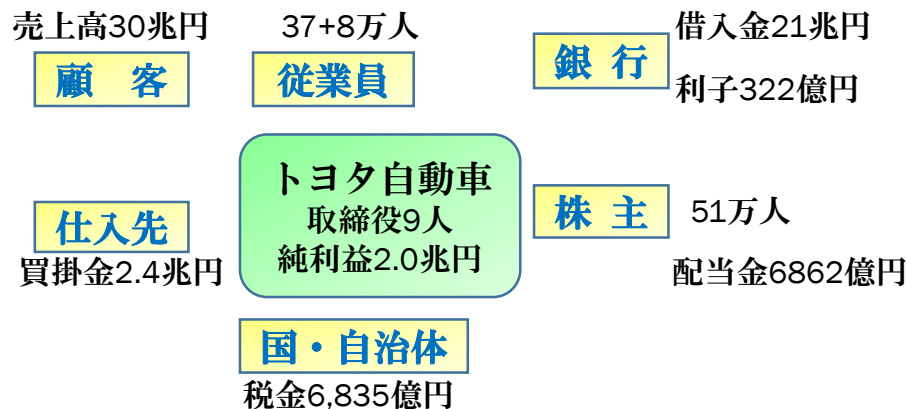 売上高30兆円
37+8万人
借入金21兆円
顧　客
従業員
銀 行
利子322億円
トヨタ自動車
取締役9人
純利益2.0兆円
仕入先
買掛金2.4兆円
株 主
51万人
配当金6862億円
国・自治体
税金6,835億円